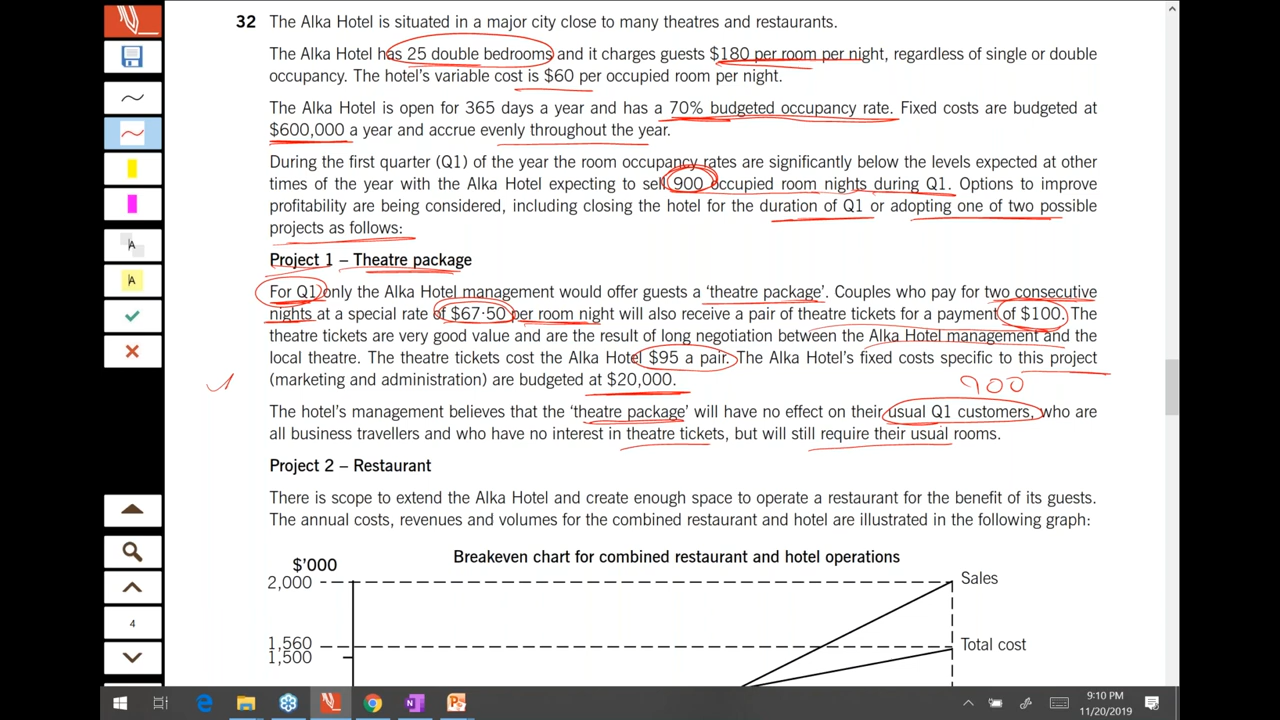 32 The Alka Hotel is situated in a major city close to many theatres and restaurants.
The Alka Hotel has 25 double bedrooms and it charges guests $180 per room per night, regardless of single or double
occupancy. The hotel's variable cost is $60 per occupied room per night.
The Alka Hotel is open for 365 days a year and has a 70% budgeted occupancy rate. Fixed costs are budgeted at
$600,000 a year and accrue evenly throughout the year.
During the first quarter (Q1) of the year the room occupancy rates are significantly below the levels expected at other
times of the year with the Alka Hotel expecting to sell 900 occupied room nights during Q1. Options to improve
profitability are being considered, including closing the hotel for the duration of Q1 or adopting one of two possible
projects as follows:
Project 1 – Theatre package
For Q1 only the Alka Hotel management would offer guests a 'theatre package'. Couples who pay for two consecutive
nights at a special rate of $67·50 per room night will also receive a pair of theatre tickets for a payment of $100. The
theatre tickets are very good value and are the result of long negotiation between the Alka Hotel management and the
local theatre. The theatre tickets cost the Alka Hotel $95 a pair. The Alka Hotel's fixed costs specific to this project
(marketing and administration) are budgeted at $20,000.
900
The hotel's management believes that the 'theatre package' will have no effect on their usual Q1 customers, who are
all business travellers and who have no interest in theatre tickets, but will still require their usual rooms.
Project 2 – Restaurant
There is scope to extend the Alka Hotel and create enough space to operate a restaurant for the benefit of its guests.
The annual costs, revenues and volumes for the combined restaurant and hotel are illustrated in the following graph:
Breakeven chart for combined restaurant and hotel operations
$'000
2,000
Sales
1,560
Total cost
1,500
A
A
4
9:10 PM
11/20/2019